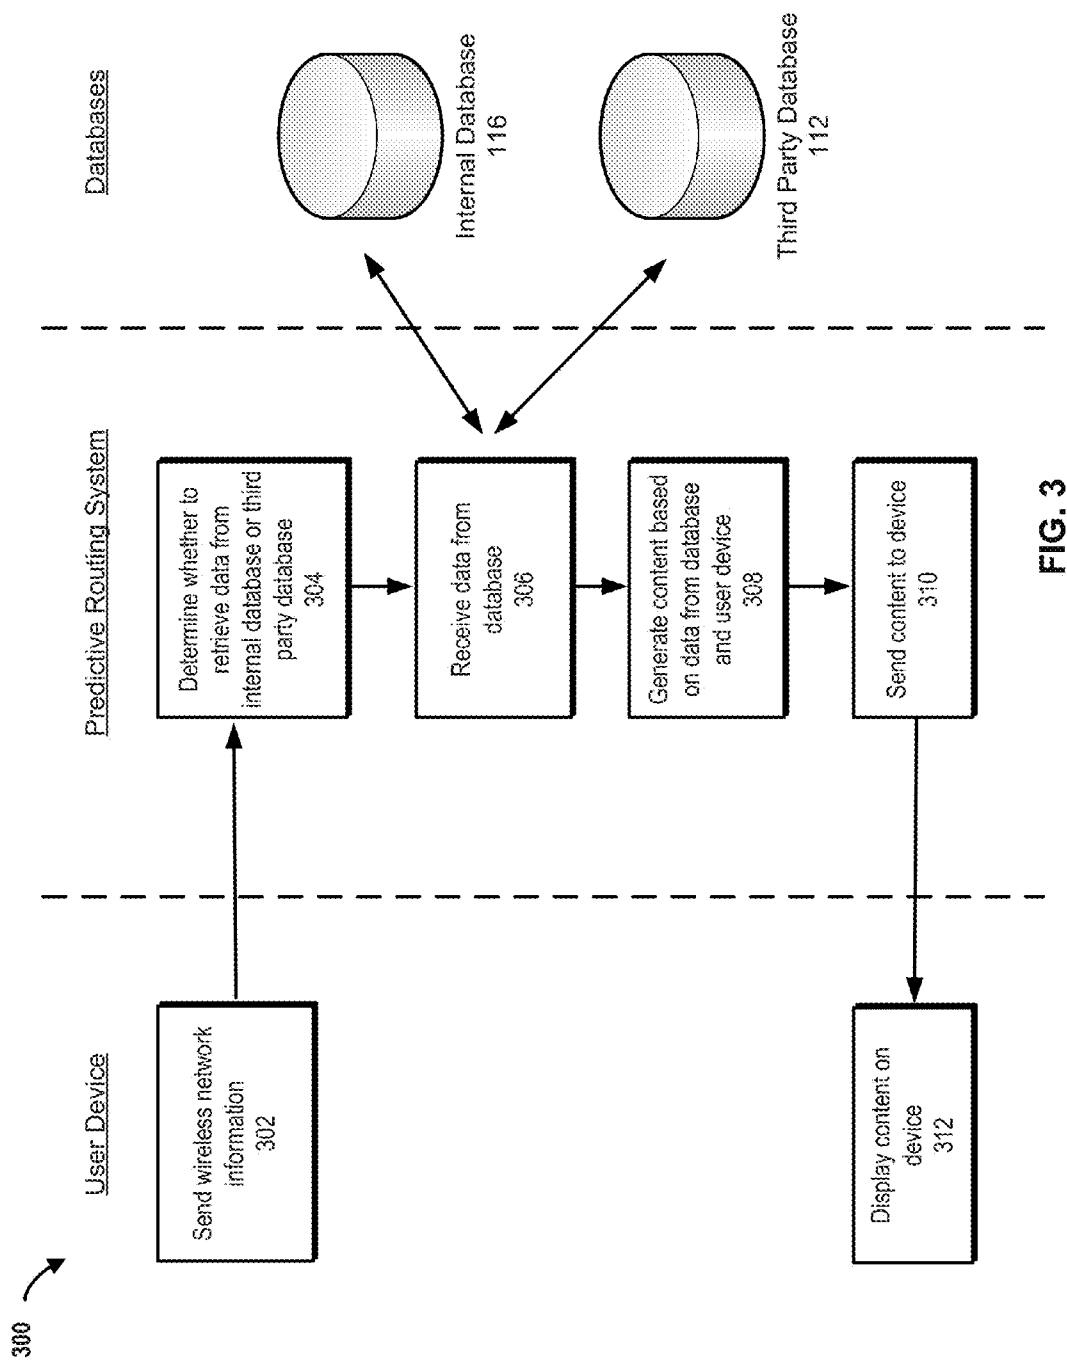 300
User Device
Predictive Routing System
Databases
Send wireless network
information
302
Determine whether to
retrieve data from
internal database or third
party database
304
Internal Database
116
Receive data from
database
306
Generate content based
on data from database
and user device
308
Third Party Database
112
Display content on
device
312
Send content to device
310
FIG. 3